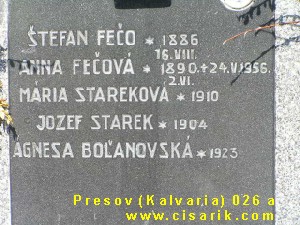 ŠTEFAN FEČO * 1886
16.VIII.
ANNA FEČOVÁ * 1890 + 24.V.1956.
2.VI.
MÁRIA STAREKOVÁ * 1910
JOZEF STAREK * 1904
AGNESA BOĽANOVSKÁ * 1923
Presov (Kalvaria) 026 a
www.cisarik.com